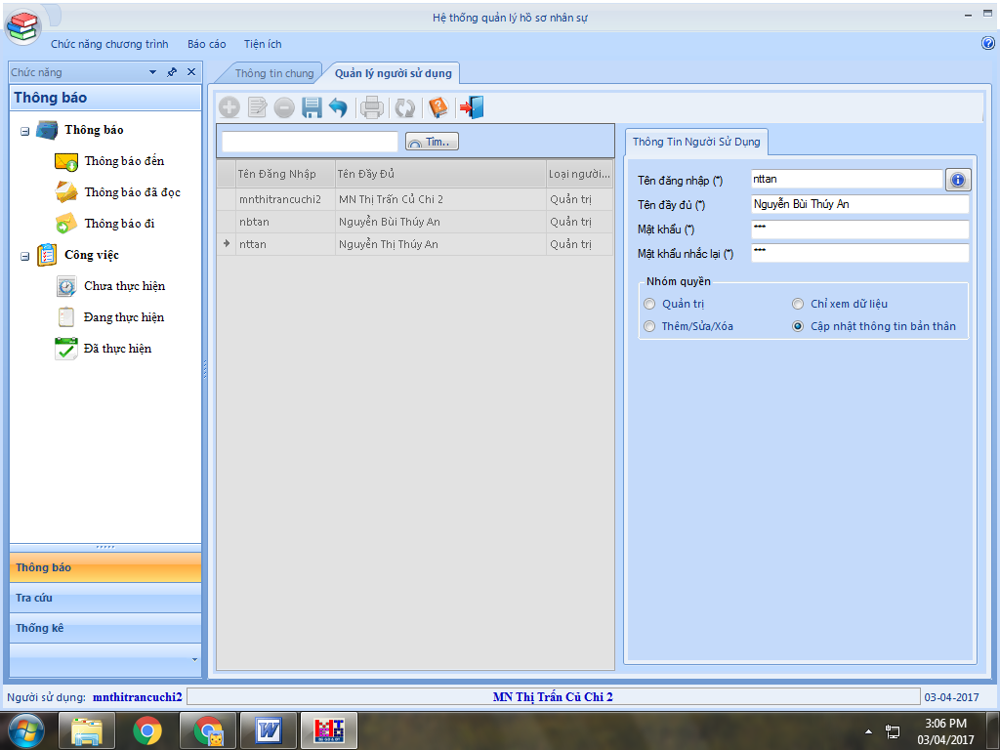 Hệ thống quản lý hồ sơ nhân sự
Chức năng chương trình Báo cáo Tiện ích
Chức năng
Thông báo
Thông báo
Thông báo đến
Thông báo đã đọc
Thông báo đi
Công việc
Chưa thực hiện
Đang thực hiện
Đã thực hiện
Thông báo
Tra cứu
Thống kê
Thông tin chung Quản lý người sử dụng
Tìm..
Tên Đăng Nhập Tên Đầy Đủ Loại người...
mnthitrancuchi2 MN Thị Trấn Củ Chi 2 Quản trị
nbtan Nguyễn Bùi Thúy An Quản trị
nttan Nguyễn Thị Thúy An Quản trị
Thông Tin Người Sử Dụng
Tên đăng nhập (*) nttan
Tên đầy đủ (*) Nguyễn Bùi Thúy An
Mật khẩu (*) ***
Mật khẩu nhắc lại (*) ***
Nhóm quyền
Quản trị Chỉ xem dữ liệu
Thêm/Sửa/Xóa Cập nhật thông tin bản thân
Người sử dụng: mnthitrancuchi2 MN Thị Trấn Củ Chi 2 03-04-2017
3:06 PM
03/04/2017